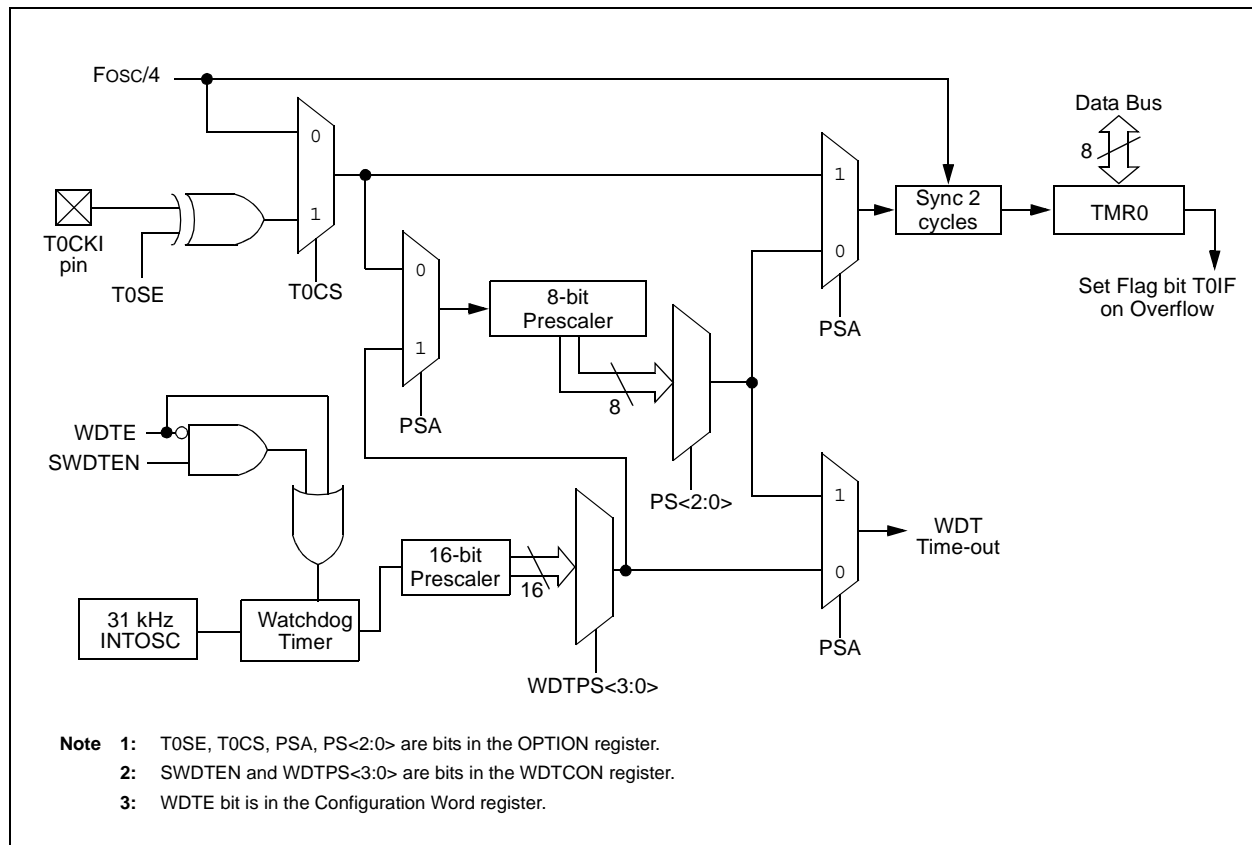 FOSC/4
Data Bus
0
8
1
1
Sync 2
cycles
TMR0
T0CKI
pin
T0SE
T0CS
0
0
8-bit
Prescaler
Set Flag bit T0IF
on Overflow
PSA
1
8
WDTE
PSA
SWDTEN
PS<2:0>
1
WDT
Time-out
16-bit
Prescaler
16
0
31 kHz
INTOSC
Watchdog
Timer
PSA
WDTPS<3:0>
Note 1: T0SE, T0CS, PSA, PS<2:0> are bits in the OPTION register.
2: SWDTEN and WDTPS<3:0> are bits in the WDTCON register.
3: WDTE bit is in the Configuration Word register.